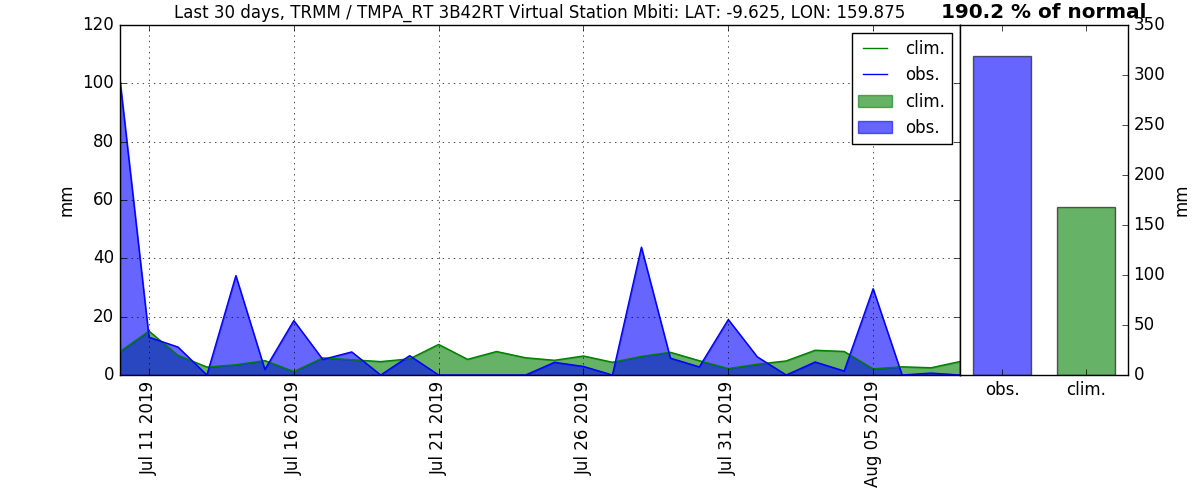 Last 30 days, TRMM / TMPA_RT 3B42RT Virtual Station Mbiti: LAT: -9.625, LON: 159.875
190.2 % of normal
120
100
80
60
40
20
0
mm
clim.
obs.
clim.
obs.
Jul 11 2019
Jul 16 2019
Jul 21 2019
Jul 26 2019
Jul 31 2019
Aug 05 2019
350
300
250
200
150
100
50
0
mm
obs.
clim.